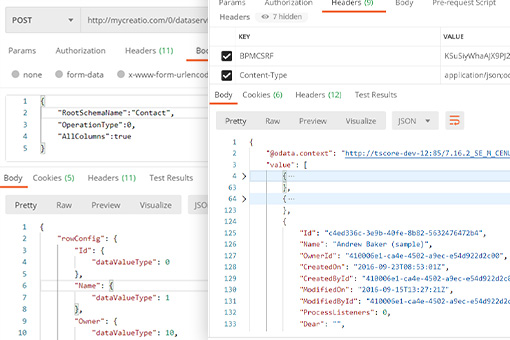 POST
http://mycreatio.com/0/dataservi
Params Authorization Headers (11) Bo
none form-data x-www-form-urlencod
{
"RootSchemaName":"Contact",
"OperationType":0,
"AllColumns":true
}
1
2
3
4
5
Body Cookies (5) Headers (11) Test Results
Pretty Raw Preview Visualize JSO
1 {
2 "rowConfig": {
3 "Id": {
4 "dataValueType": 0
5 },
6 "Name": {
7 "dataValueType": 1
8 },
9 "Owner": {
10 "dataValueType": 10,
Params Authorization Headers (9) Body Pre-request Script
Headers 7 hidden
KEY VALUE
BPMCSRF
Content-Type application/json;od
Body Cookies (6) Headers (12) Test Results
Pretty Raw Preview Visualize JSON
1 {
2 "@odata.context": "http://tscore-dev-12:85/7.16.2_SE_M_CENU
3 "value": [
4 {···
63 },
64 {···
123 },
124 {
125 "Id": "c4ed336c-3e9b-40fe-8b82-5632476472b4",
126 "Name": "Andrew Baker (sample)",
127 "OwnerId": "410006e1-ca4e-4502-a9ec-e54d922d2c00",
128 "CreatedOn": "2016-09-23T08:53:01Z",
129 "CreatedById": "410006e1-ca4e-4502-a9ec-e54d922d2c
130 "ModifiedOn": "2016-09-15T13:27:21Z",
131 "ModifiedById": "410006e1-ca4e-4502-a9ec-e54d922d2
132 "ProcessListeners": 0,
133 "Dear": "",